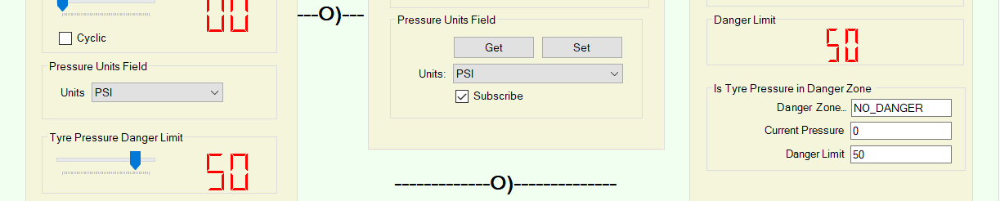 00
---O)---
Cyclic
Pressure Units Field
Units PSI
Tyre Pressure Danger Limit
50
Pressure Units Field
Get Set
Units: PSI
Subscribe
-------------O)--------------
Danger Limit
50
Is Tyre Pressure in Danger Zone
Danger Zone... NO_DANGER
Current Pressure 0
Danger Limit 50